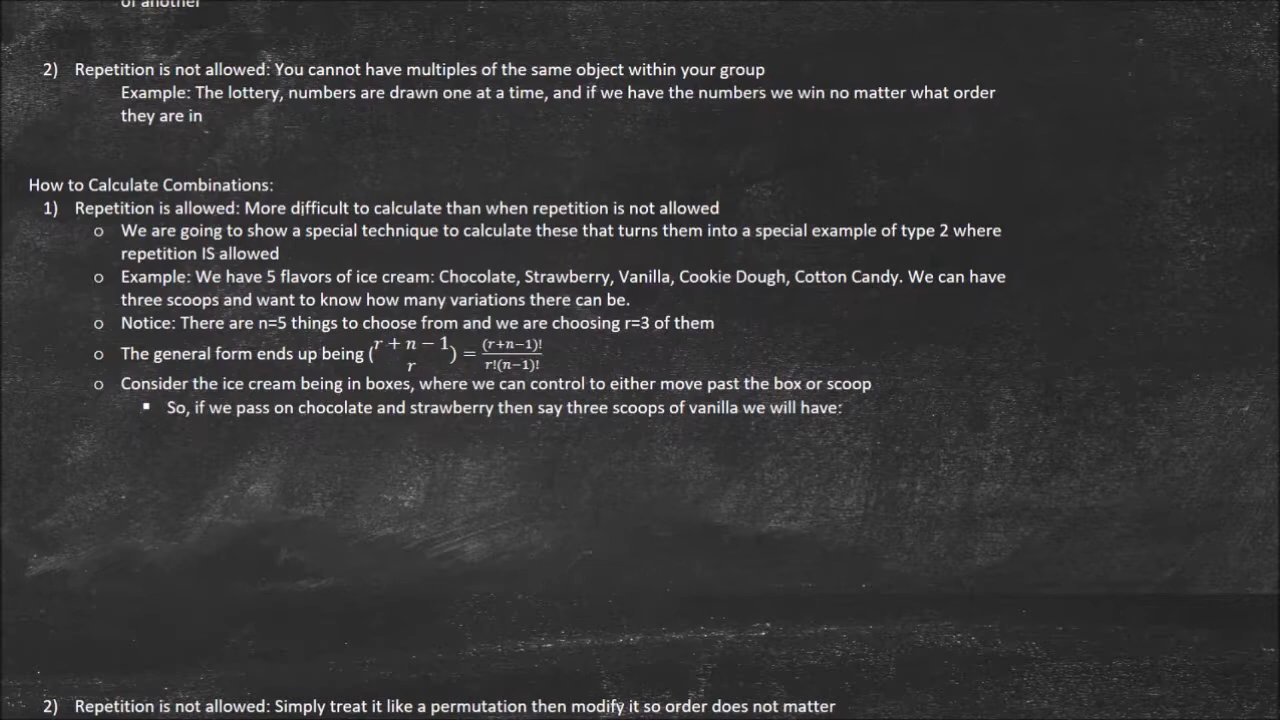 of another
2) Repetition is not allowed: You cannot have multiples of the same object within your group
Example: The lottery, numbers are drawn one at a time, and if we have the numbers we win no matter what order
they are in
How to Calculate Combinations:
1) Repetition is allowed: More difficult to calculate than when repetition is not allowed
o We are going to show a special technique to calculate these that turns them into a special example of type 2 where
repetition IS allowed
o Example: We have 5 flavors of ice cream: Chocolate, Strawberry, Vanilla, Cookie Dough, Cotton Candy. We can have
three scoops and want to know how many variations there can be.
o Notice: There are n=5 things to choose from and we are choosing r=3 of them
o The general form ends up being (r + n − 1 r) = (r+n−1)! / r!(n−1)!
o Consider the ice cream being in boxes, where we can control to either move past the box or scoop
▪ So, if we pass on chocolate and strawberry then say three scoops of vanilla we will have:
2) Repetition is not allowed: Simply treat it like a permutation then modify it so order does not matter